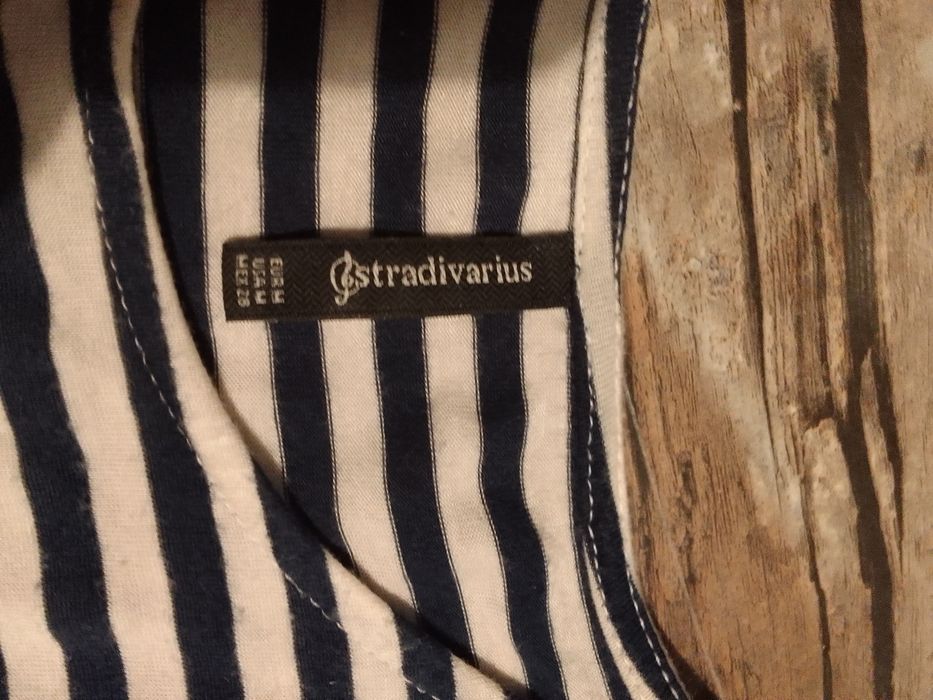 stradivarius
EUR M
USA M
MEX 28